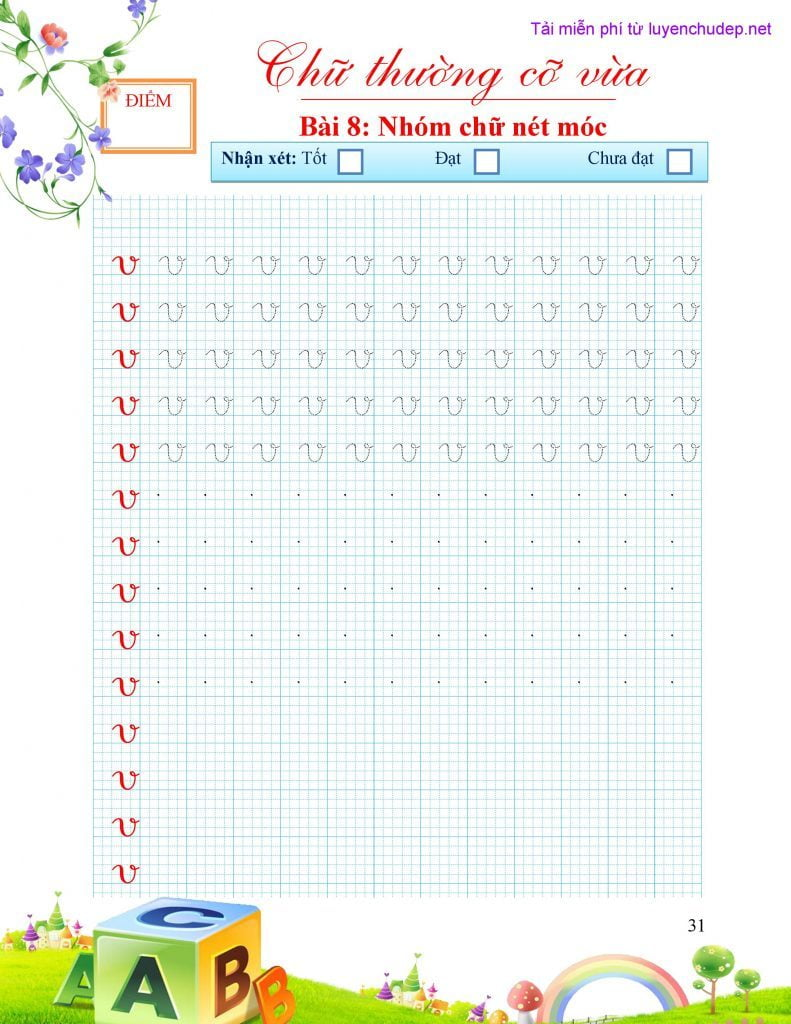 Tải miễn phí từ luyenchudep.net
Chữ thường cỡ vừa
ĐIỂM
Bài 8: Nhóm chữ nét móc
Nhận xét: Tốt Đạt Chưa đạt
v v v v v v v v v v v v v
v v v v v v v v v v v v v
v v v v v v v v v v v v v
v v v v v v v v v v v v v
v v v v v v v v v v v v v
v
v
v
v
v
v
v
v
v
31
C
A A B B